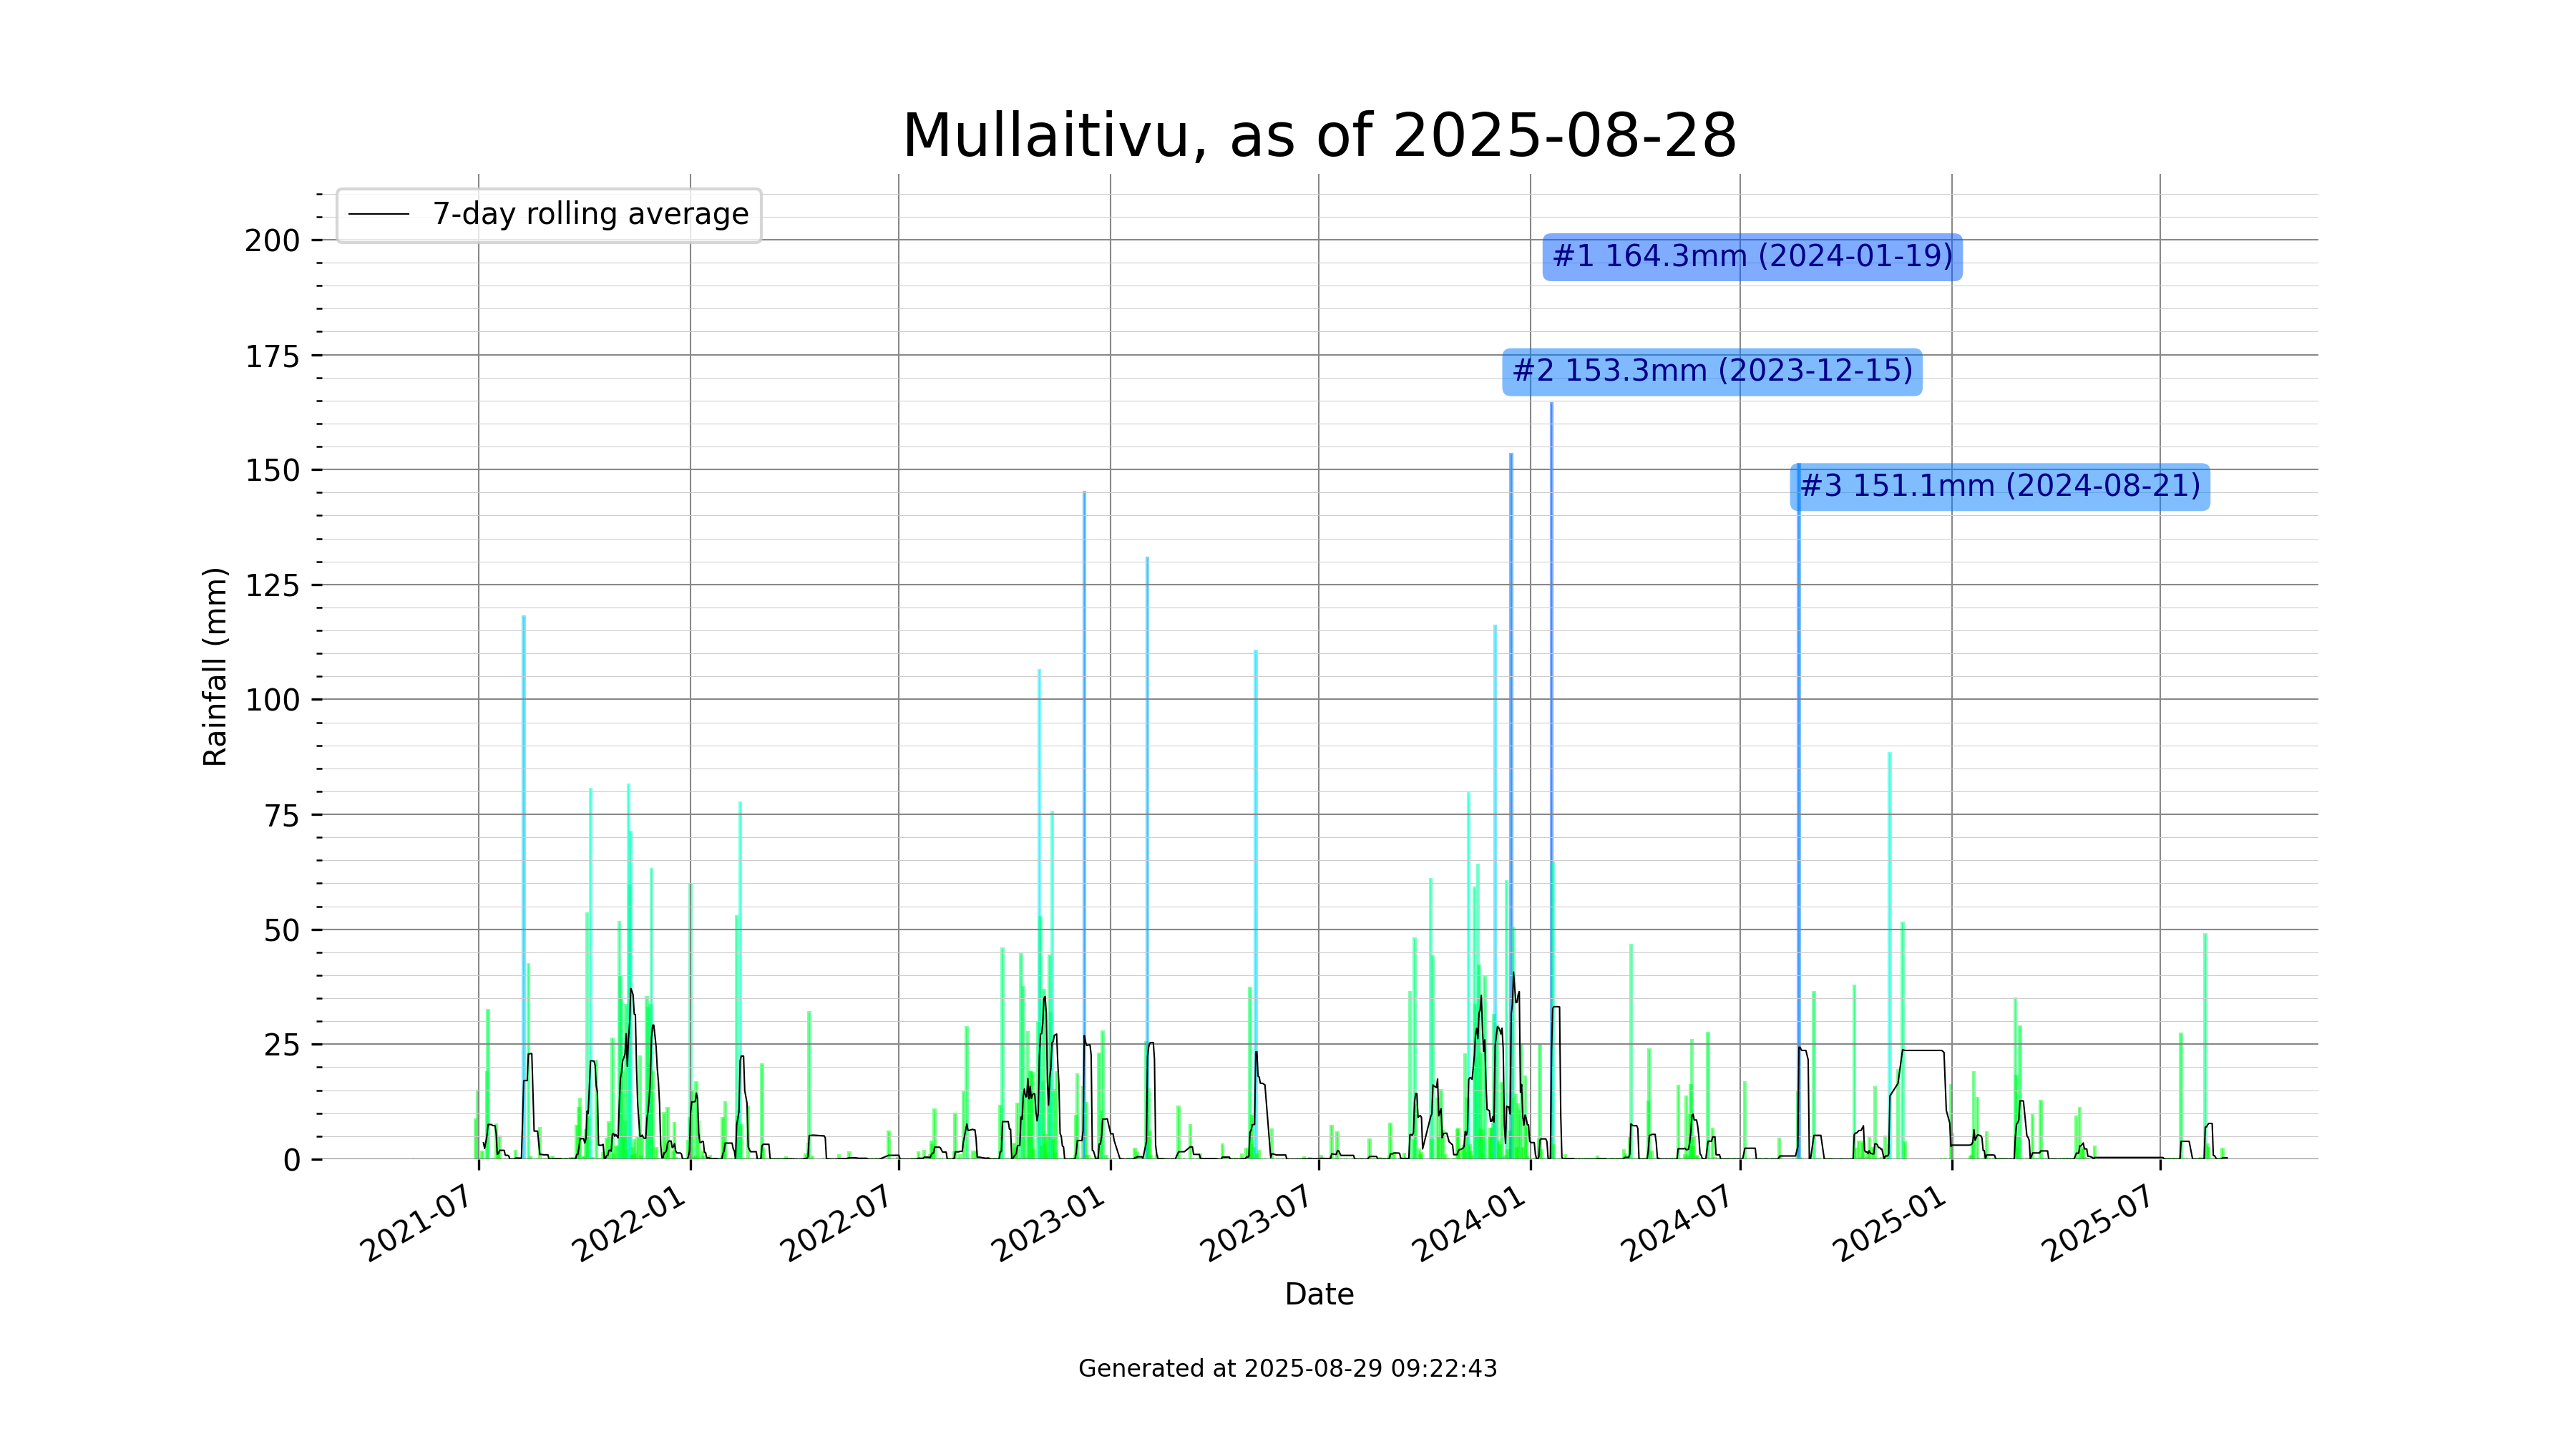 Mullaitivu, as of 2025-08-28
7-day rolling average
#1 164.3mm (2024-01-19)
#2 153.3mm (2023-12-15)
#3 151.1mm (2024-08-21)
Rainfall (mm)
200
175
150
125
100
75
50
25
0
2021-07
2022-01
2022-07
2023-01
2023-07
2024-01
2024-07
2025-01
2025-07
Date
Generated at 2025-08-29 09:22:43